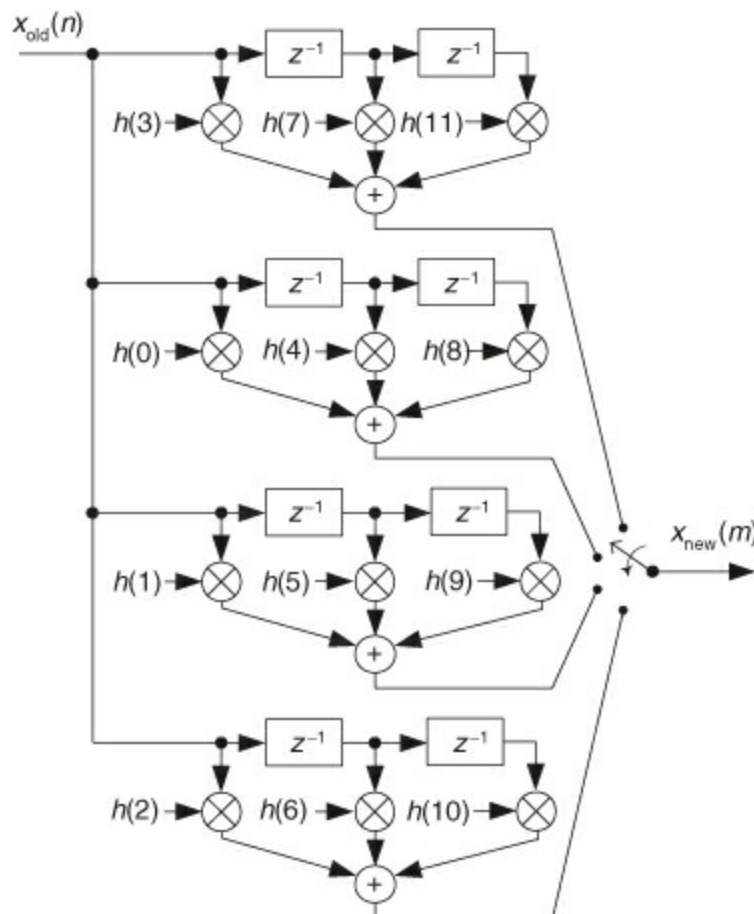 x_old(n)
z⁻¹ z⁻¹
h(3) h(7) h(11)
+
z⁻¹ z⁻¹
h(0) h(4) h(8)
+
x_new(m)
z⁻¹ z⁻¹
h(1) h(5) h(9)
+
z⁻¹ z⁻¹
h(2) h(6) h(10)
+